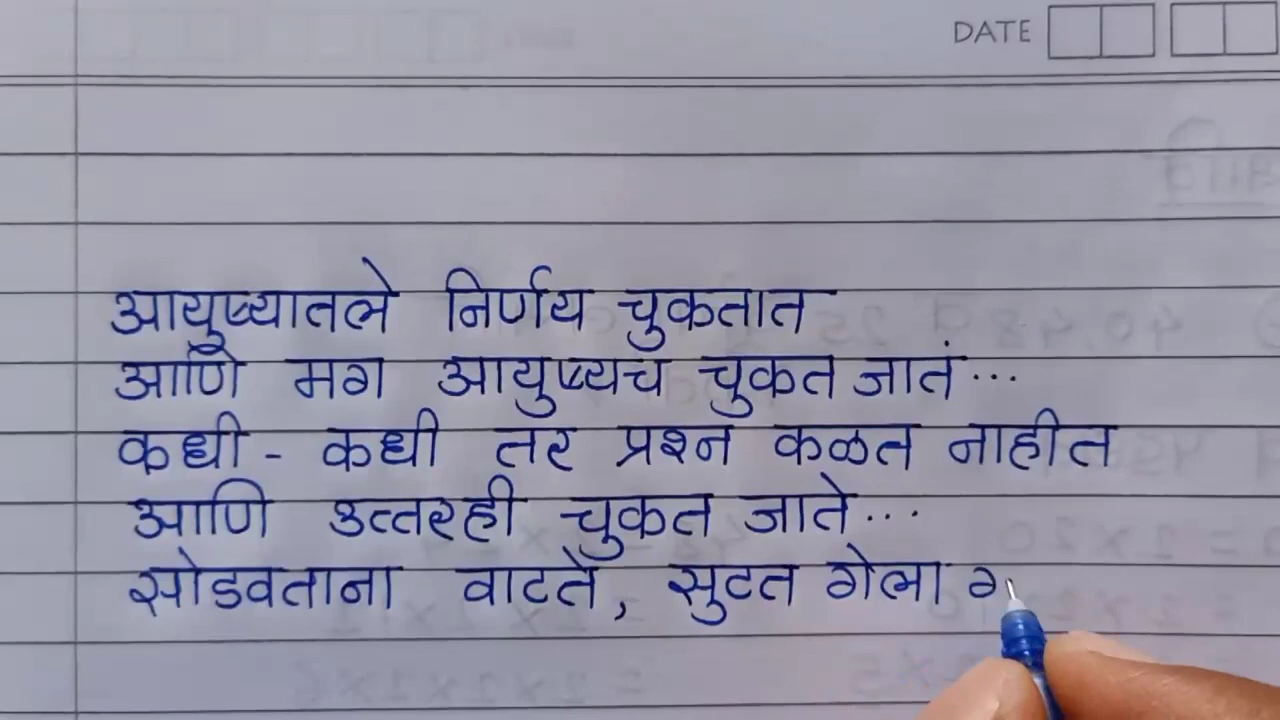 DATE
आयुष्यातले निर्णय चुकतात
आणि मग आयुष्यच चुकत जातं...
कधी - कधी तर प्रश्न कळत नाहीत
आणि उत्तरही चुकत जाते...
सोडवताना वाटते, सुटत गेला